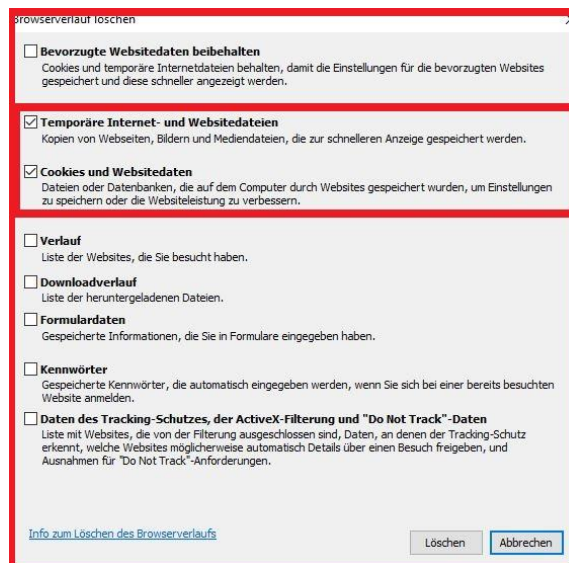 Browserverlauf löschen
Bevorzugte Websitedaten beibehalten
Cookies und temporäre Internetdateien behalten, damit die Einstellungen für die bevorzugten Websites
gespeichert und diese schneller angezeigt werden.
Temporäre Internet- und Websitedateien
Kopien von Webseiten, Bildern und Mediendateien, die zur schnelleren Anzeige gespeichert werden.
Cookies und Websitedaten
Dateien oder Datenbanken, die auf dem Computer durch Websites gespeichert wurden, um Einstellungen
zu speichern oder die Websiteleistung zu verbessern.
Verlauf
Liste der Websites, die Sie besucht haben.
Downloadverlauf
Liste der heruntergeladenen Dateien.
Formulardaten
Gespeicherte Informationen, die Sie in Formulare eingegeben haben.
Kennwörter
Gespeicherte Kennwörter, die automatisch eingegeben werden, wenn Sie sich bei einer bereits besuchten
Website anmelden.
Daten des Tracking-Schutzes, der ActiveX-Filterung und "Do Not Track"-Daten
Liste mit Websites, die von der Filterung ausgeschlossen sind, Daten, an denen der Tracking-Schutz
erkennt, welche Websites möglicherweise automatisch Details über einen Besuch freigeben, und
Ausnahmen für "Do Not Track"-Anforderungen.
Info zum Löschen des Browserverlaufs
Löschen Abbrechen